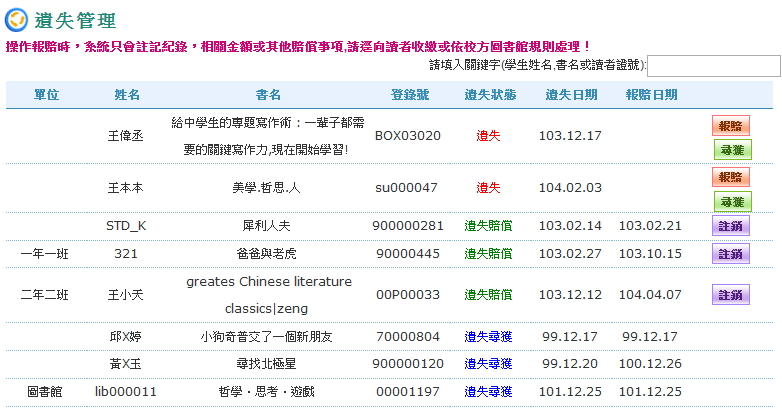 遺失管理
操作報賠時，系統只會註記紀錄，相關金額或其他賠償事項,請逕向讀者收繳或依校方圖書館規則處理！
請填入關鍵字(學生姓名,書名或讀者證號):
單位 姓名 書名 登錄號 遺失狀態 遺失日期 報賠日期
王偉丞 給中學生的專題寫作術：一輩子都需 BOX03020 遺失 103.12.17 報賠
要的關鍵寫作力,現在開始學習! 尋獲
王本本 美學.哲思.人 su000047 遺失 104.02.03 報賠
尋獲
STD_K 犀利人夫 900000281 遺失賠償 103.02.14 103.02.21 註銷
一年一班 321 爸爸與老虎 90000445 遺失賠償 103.02.27 103.10.15 註銷
二年二班 王小天 greates Chinese literature 00P00033 遺失賠償 103.12.12 104.04.07 註銷
classics|zeng
邱X婷 小狗奇普交了一個新朋友 70000804 遺失尋獲 99.12.17 99.12.17
黃X玉 尋找北極星 900000120 遺失尋獲 99.12.20 100.12.26
圖書館 lib000011 哲學‧思考‧遊戲 00001197 遺失尋獲 101.12.25 101.12.25